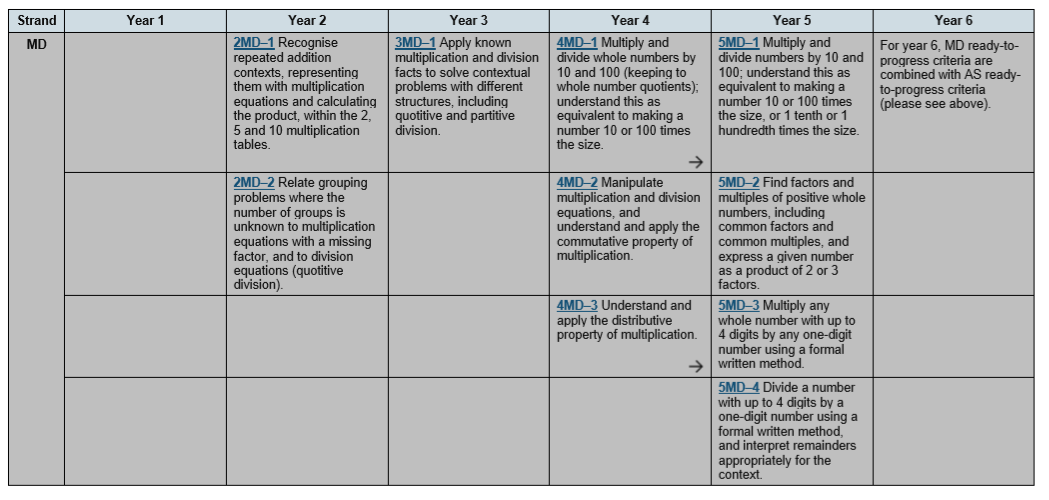 Strand Year 1 Year 2 Year 3 Year 4 Year 5 Year 6
MD
2MD–1 Recognise
repeated addition
contexts, representing
them with multiplication
equations and calculating
the product, within the 2,
5 and 10 multiplication
tables.
3MD–1 Apply known
multiplication and division
facts to solve contextual
problems with different
structures, including
quotitive and partitive
division.
4MD–1 Multiply and
divide whole numbers by
10 and 100 (keeping to
whole number quotients);
understand this as
equivalent to making a
number 10 or 100 times
the size.
→
5MD–1 Multiply and
divide numbers by 10 and
100; understand this as
equivalent to making a
number 10 or 100 times
the size, or 1 tenth or 1
hundredth times the size.
For year 6, MD ready-to-
progress criteria are
combined with AS ready-
to-progress criteria
(please see above).
2MD–2 Relate grouping
problems where the
number of groups is
unknown to multiplication
equations with a missing
factor, and to division
equations (quotitive
division).
4MD–2 Manipulate
multiplication and division
equations, and
understand and apply the
commutative property of
multiplication.
5MD–2 Find factors and
multiples of positive whole
numbers, including
common factors and
common multiples, and
express a given number
as a product of 2 or 3
factors.
4MD–3 Understand and
apply the distributive
property of multiplication.
→
5MD–3 Multiply any
whole number with up to
4 digits by any one-digit
number using a formal
written method.
5MD–4 Divide a number
with up to 4 digits by a
one-digit number using a
formal written method,
and interpret remainders
appropriately for the
context.